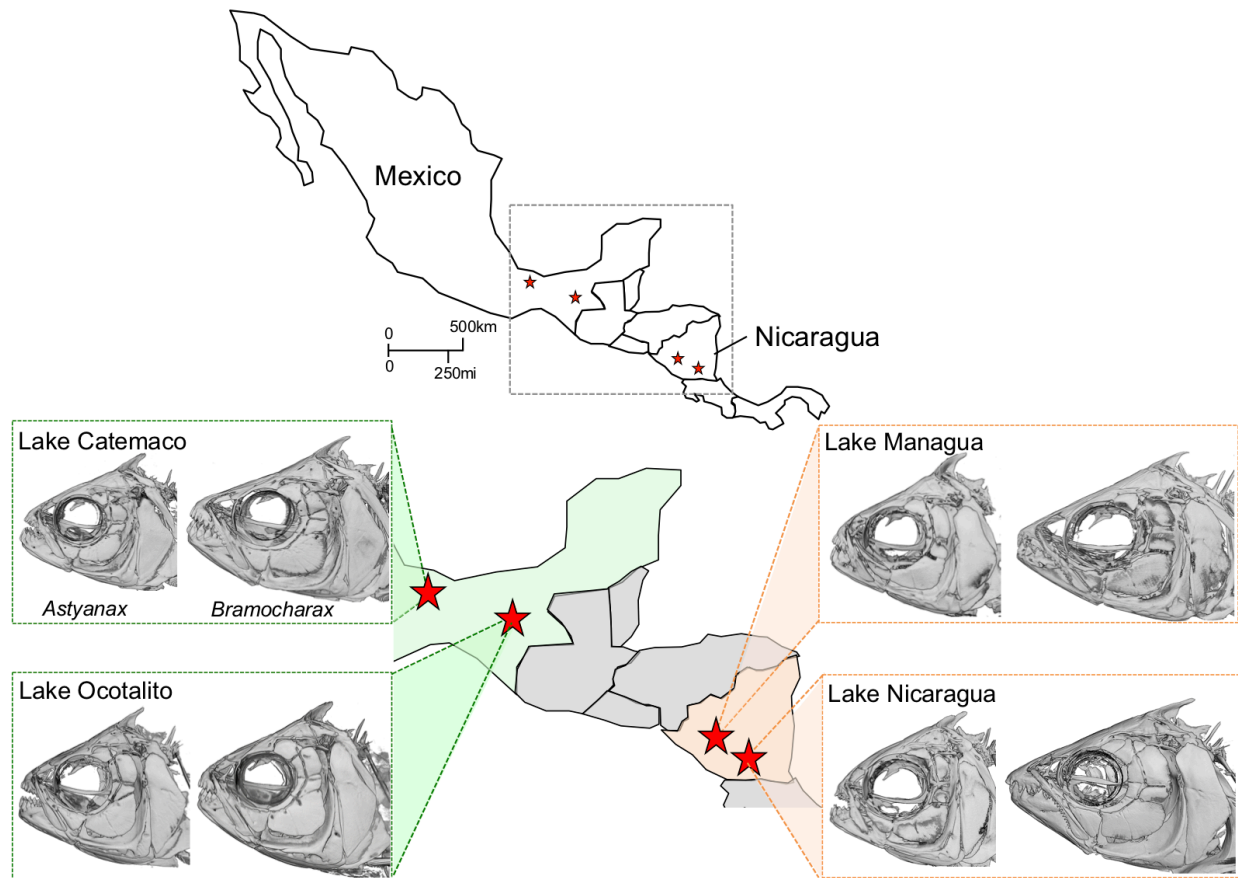 Mexico
Nicaragua
0
500km
0
250mi
Lake Catemaco
Astyanax
Bramocharax
Lake Managua
Lake Ocotalito
Lake Nicaragua